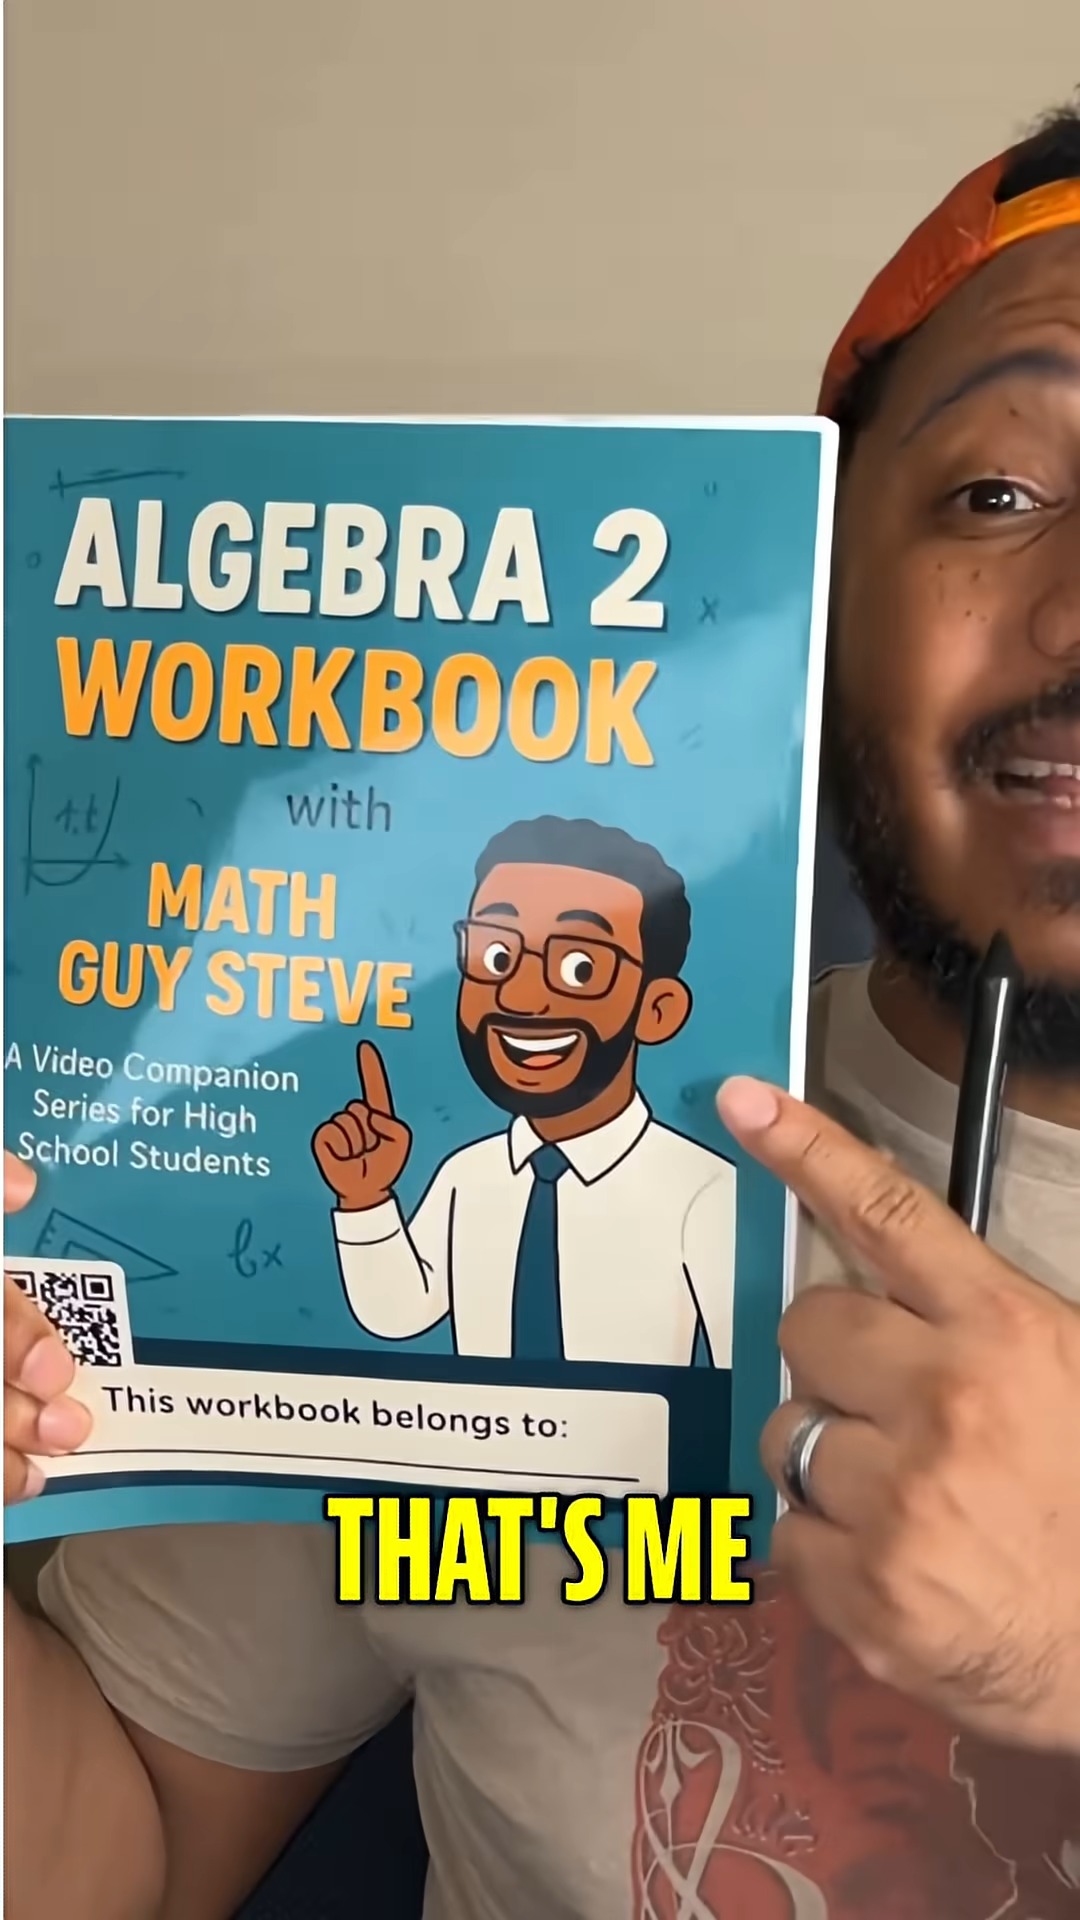 ALGEBRA 2
WORKBOOK
with
MATH
GUY STEVE
A Video Companion
Series for High
School Students
bx
This workbook belongs to:
THAT'S ME